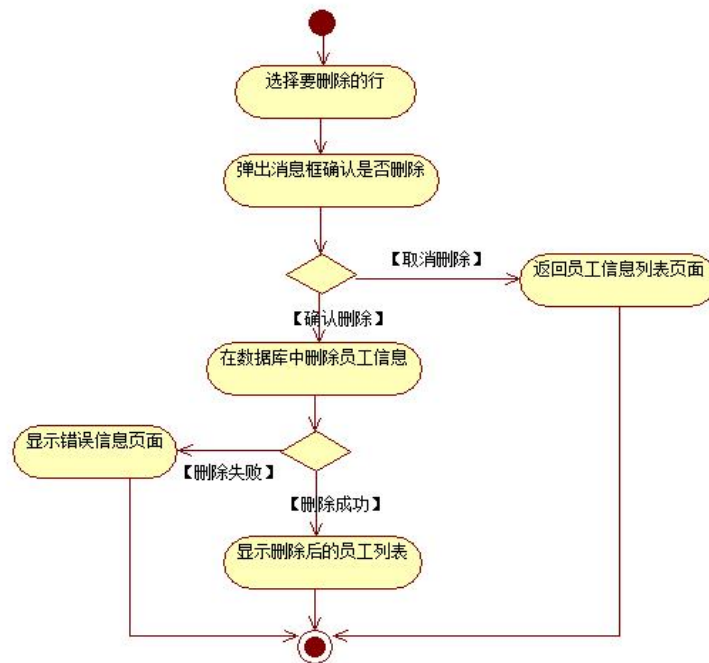 选择要删除的行
弹出消息框确认是否删除
【取消删除】
返回员工信息列表页面
【确认删除】
在数据库中删除员工信息
显示错误信息页面
【删除失败】
【删除成功】
显示删除后的员工列表